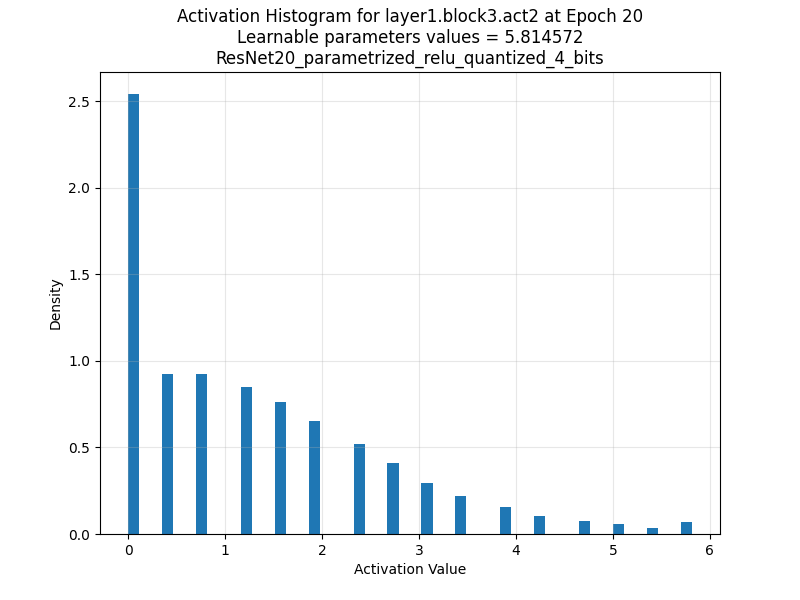 Activation Histogram for layer1.block3.act2 at Epoch 20
Learnable parameters values = 5.814572
ResNet20_parametrized_relu_quantized_4_bits
2.5
2.0
1.5
1.0
0.5
0.0
Density
0 1 2 3 4 5 6
Activation Value